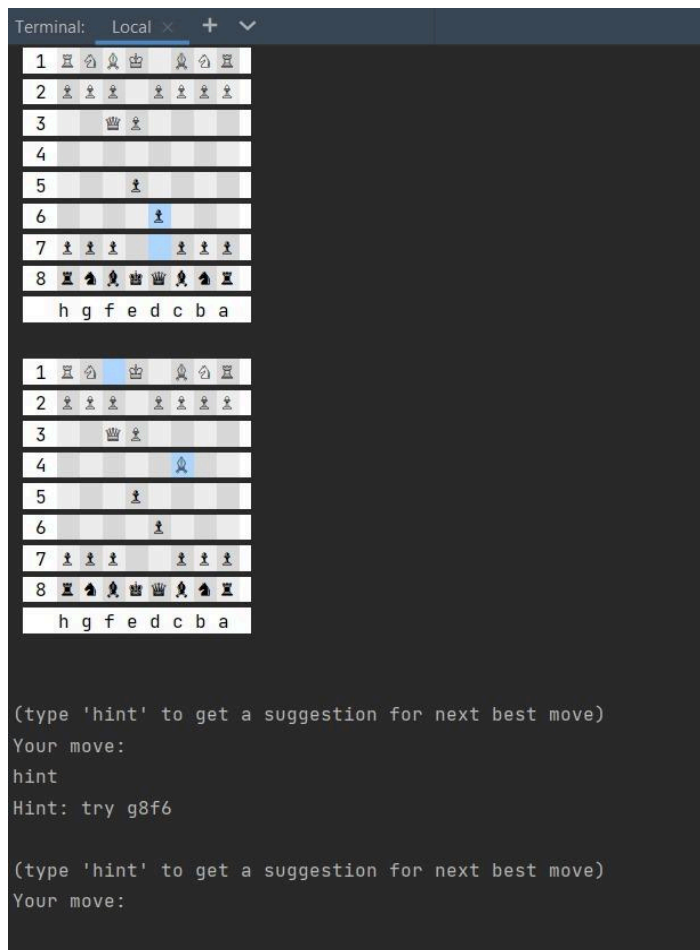 Terminal: Local × +
1 ♖ ♘ ♗ ♔ ♗ ♘ ♖
2 ♙ ♙ ♙ ♙ ♙ ♙ ♙
3 ♕ ♙
4
5 ♟
6 ♟
7 ♟ ♟ ♟ ♟ ♟ ♟
8 ♜ ♞ ♝ ♚ ♛ ♝ ♞ ♜
h g f e d c b a
1 ♖ ♘ ♔ ♗ ♘ ♖
2 ♙ ♙ ♙ ♙ ♙ ♙ ♙
3 ♕ ♙
4 ♗
5 ♟
6 ♟
7 ♟ ♟ ♟ ♟ ♟ ♟
8 ♜ ♞ ♝ ♚ ♛ ♝ ♞ ♜
h g f e d c b a
(type 'hint' to get a suggestion for next best move)
Your move:
hint
Hint: try g8f6
(type 'hint' to get a suggestion for next best move)
Your move: